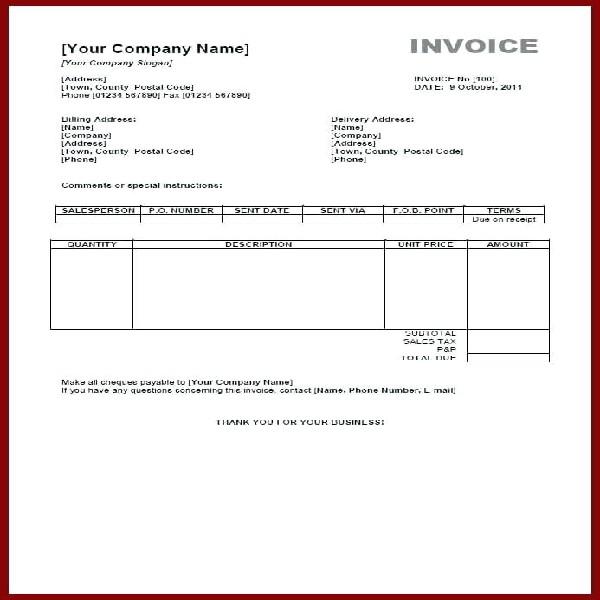 [Your Company Name] INVOICE
[Your Company Slogan]
[Address] INVOICE No [100]
[Town, County Postal Code] DATE: 9 October, 2011
Phone [01234 567890] Fax [01234 567890]
Billing Address: Delivery Address:
[Name] [Name]
[Company] [Company]
[Address] [Address]
[Town, County Postal Code] [Town, County Postal Code]
[Phone] [Phone]
Comments or special instructions:
SALESPERSON P.O. NUMBER SENT DATE SENT VIA F.O.B. POINT TERMS
Due on receipt
QUANTITY DESCRIPTION UNIT PRICE AMOUNT
SUBTOTAL
SALES TAX
P&P
TOTAL DUE
Make all cheques payable to [Your Company Name]
If you have any questions concerning this invoice, contact [Name, Phone Number, E-mail]
THANK YOU FOR YOUR BUSINESS!